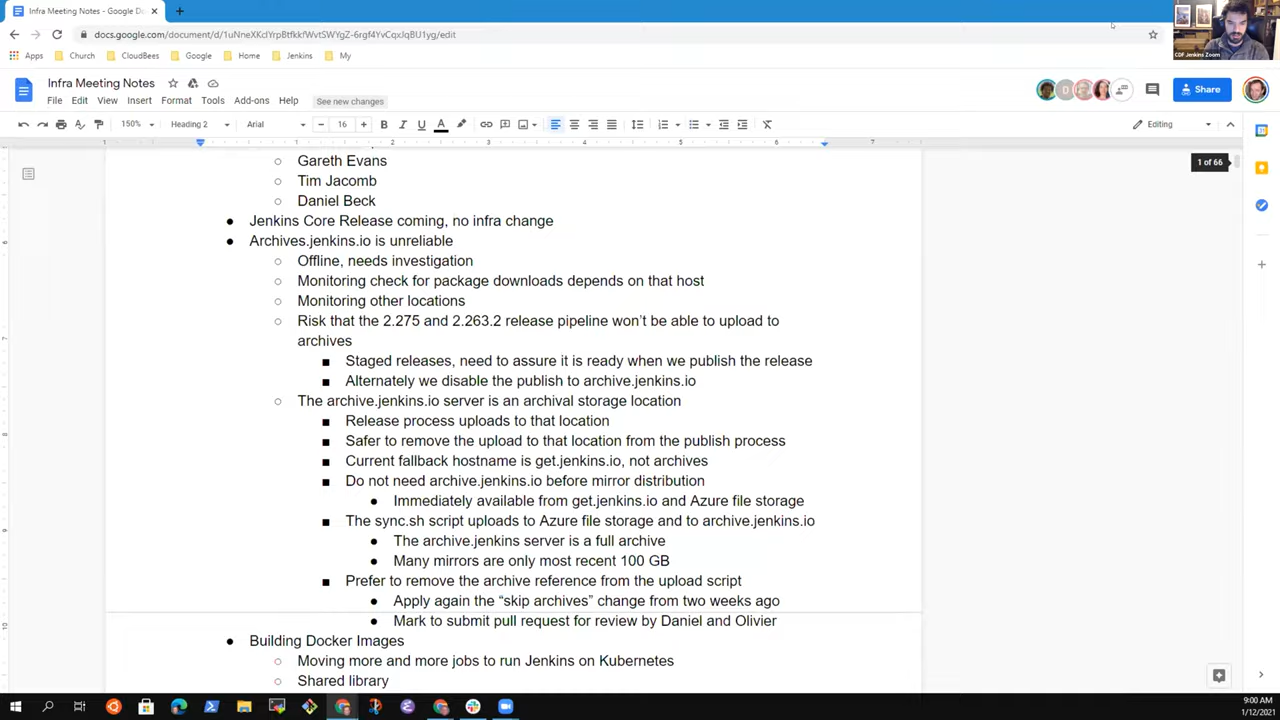 Infra Meeting Notes - Google Do
docs.google.com/document/d/1uNneXKclYrpBtfkkfWvtSWYgZ-6rgf4YvCqxJqBU1yg/edit
Apps Church CloudBees Google Home Jenkins My
CDF Jenkins Zoom
Infra Meeting Notes
File Edit View Insert Format Tools Add-ons Help See new changes
D
Share
150% Heading 2 Arial 16 B I U A Editing
1 1 2 3 4 5 6 7
1 of 66
Gareth Evans
Tim Jacomb
Daniel Beck
Jenkins Core Release coming, no infra change
Archives.jenkins.io is unreliable
Offline, needs investigation
Monitoring check for package downloads depends on that host
Monitoring other locations
Risk that the 2.275 and 2.263.2 release pipeline won’t be able to upload to
archives
Staged releases, need to assure it is ready when we publish the release
Alternately we disable the publish to archive.jenkins.io
The archive.jenkins.io server is an archival storage location
Release process uploads to that location
Safer to remove the upload to that location from the publish process
Current fallback hostname is get.jenkins.io, not archives
Do not need archive.jenkins.io before mirror distribution
Immediately available from get.jenkins.io and Azure file storage
The sync.sh script uploads to Azure file storage and to archive.jenkins.io
The archive.jenkins server is a full archive
Many mirrors are only most recent 100 GB
Prefer to remove the archive reference from the upload script
Apply again the “skip archives” change from two weeks ago
Mark to submit pull request for review by Daniel and Olivier
Building Docker Images
Moving more and more jobs to run Jenkins on Kubernetes
Shared library
9:00 AM
1/12/2021